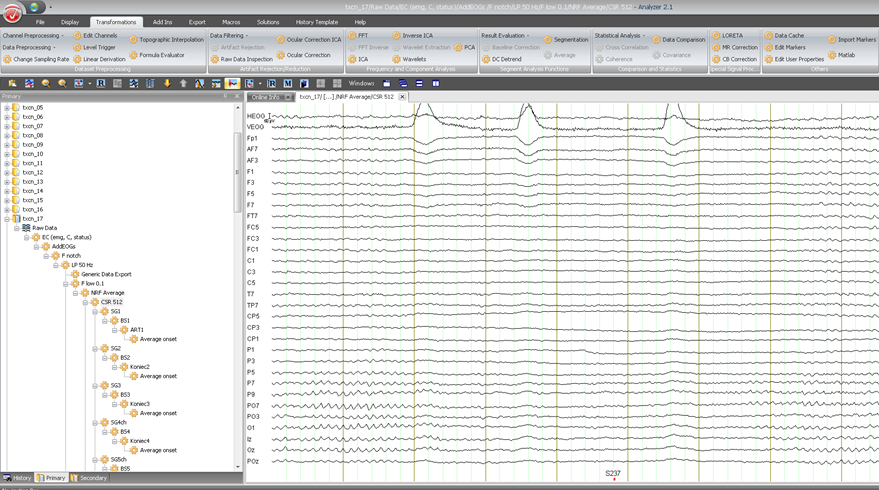 txcn_17/Raw Data/EC (emg, C, status)/AddEOGs /F notch/LP 50 Hz/F low 0.1/NRF Average/CSR 512 - Analyzer 2.1
File Display Transformations Add Ins Export Macros Solutions History Template Help
Channel Preprocessing Edit Channels Topographic Interpolation Data Filtering Ocular Correction ICA FFT Inverse ICA Result Evaluation Segmentation Statistical Analysis Data Comparison LORETA Data Cache Import Markers
Data Preprocessing Level Trigger Formula Evaluator Artifact Rejection Ocular Correction FFT Inverse Wavelet Extraction PCA Baseline Correction Average Cross Correlation Covariance MR Correction Edit Markers Matlab
Change Sampling Rate Linear Derivation Raw Data Inspection ICA Wavelets DC Detrend Coherence CB Correction Edit User Properties
Dataset Preprocessing Artifact Rejection/Reduction Frequency and Component Analysis Segment Analysis Functions Comparison and Statistics Special Signal Proc... Others
Windows
Primary
Online Info
txcn_17/ [...] /NRF Average/CSR 512
txcn_05
txcn_06
txcn_07
txcn_08
txcn_09
txcn_10
txcn_11
txcn_12
txcn_13
txcn_14
txcn_15
txcn_16
txcn_17
Raw Data
EC (emg, C, status)
AddEOGs
F notch
LP 50 Hz
Generic Data Export
F low 0.1
NRF Average
CSR 512
SG1
BS1
ART1
Average onset
SG2
BS2
Koniec2
Average onset
SG3
BS3
Koniec3
Average onset
SG4ch
BS4
Koniec4
Average onset
SG5ch
BS5
HEOG
VEOG
Fp1
AF7
AF3
F1
F3
F5
F7
FT7
FC5
FC3
FC1
C1
C3
C5
T7
TP7
CP5
CP3
CP1
P1
P3
P5
P7
P9
PO7
PO3
O1
Iz
Oz
POz
S237
History Primary Secondary